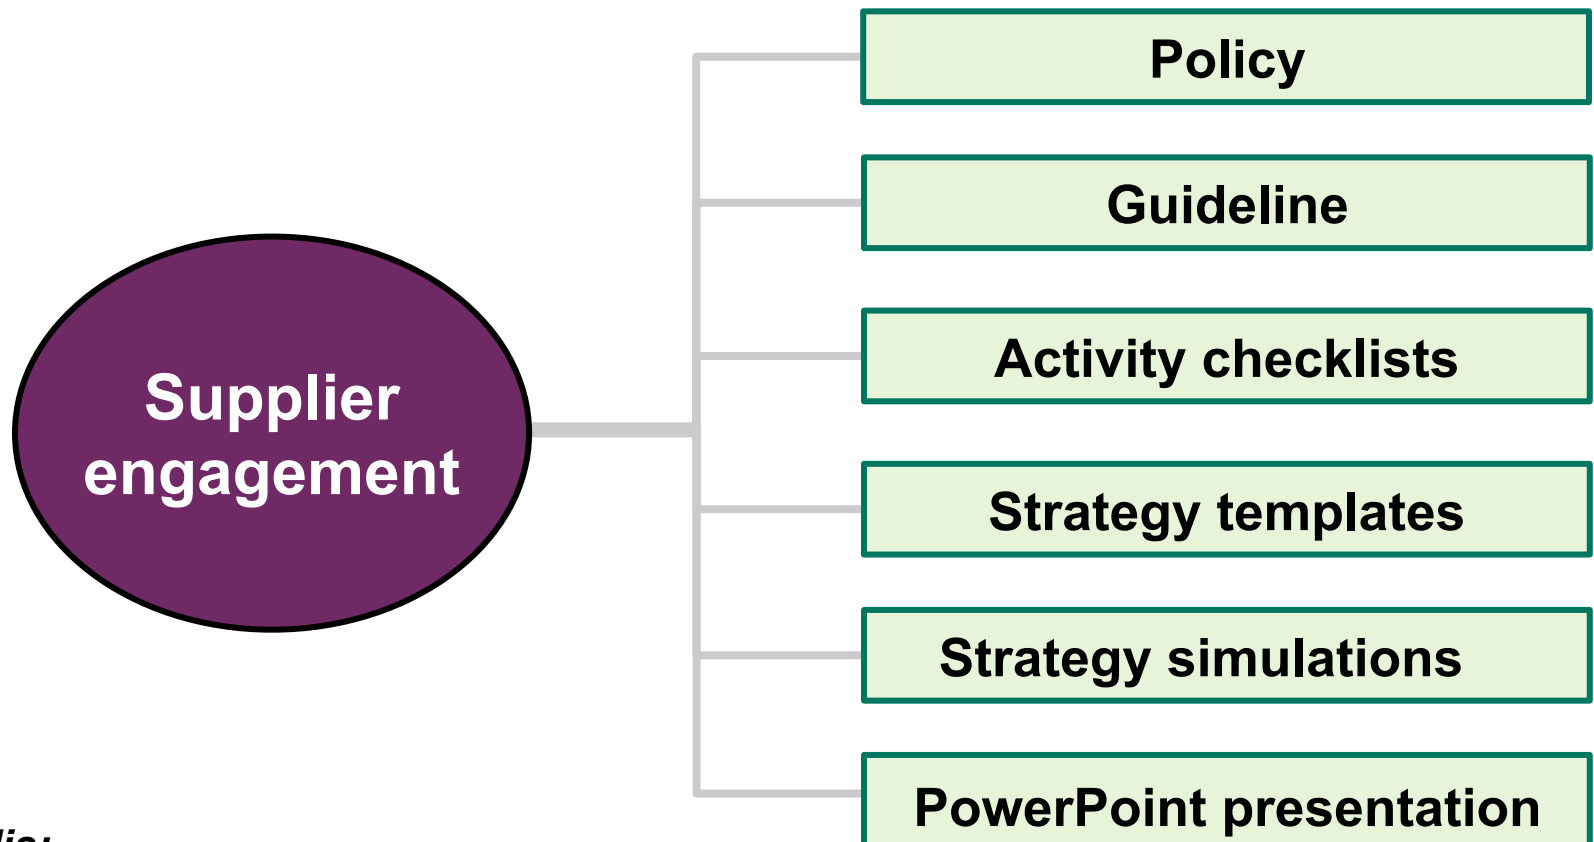 Policy
Guideline
Activity checklists
Supplier
engagement
Strategy templates
Strategy simulations
PowerPoint presentation